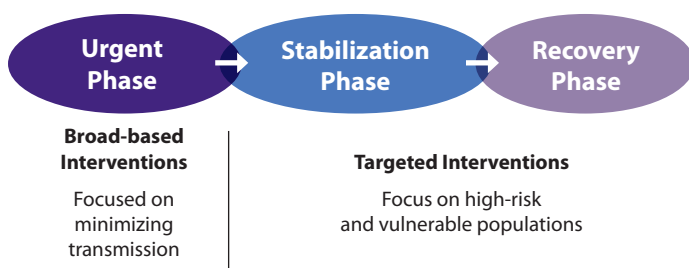 Urgent
Phase
Stabilization
Phase
Recovery
Phase
Broad-based
Interventions
Focused on
minimizing
transmission
Targeted Interventions
Focus on high-risk
and vulnerable populations